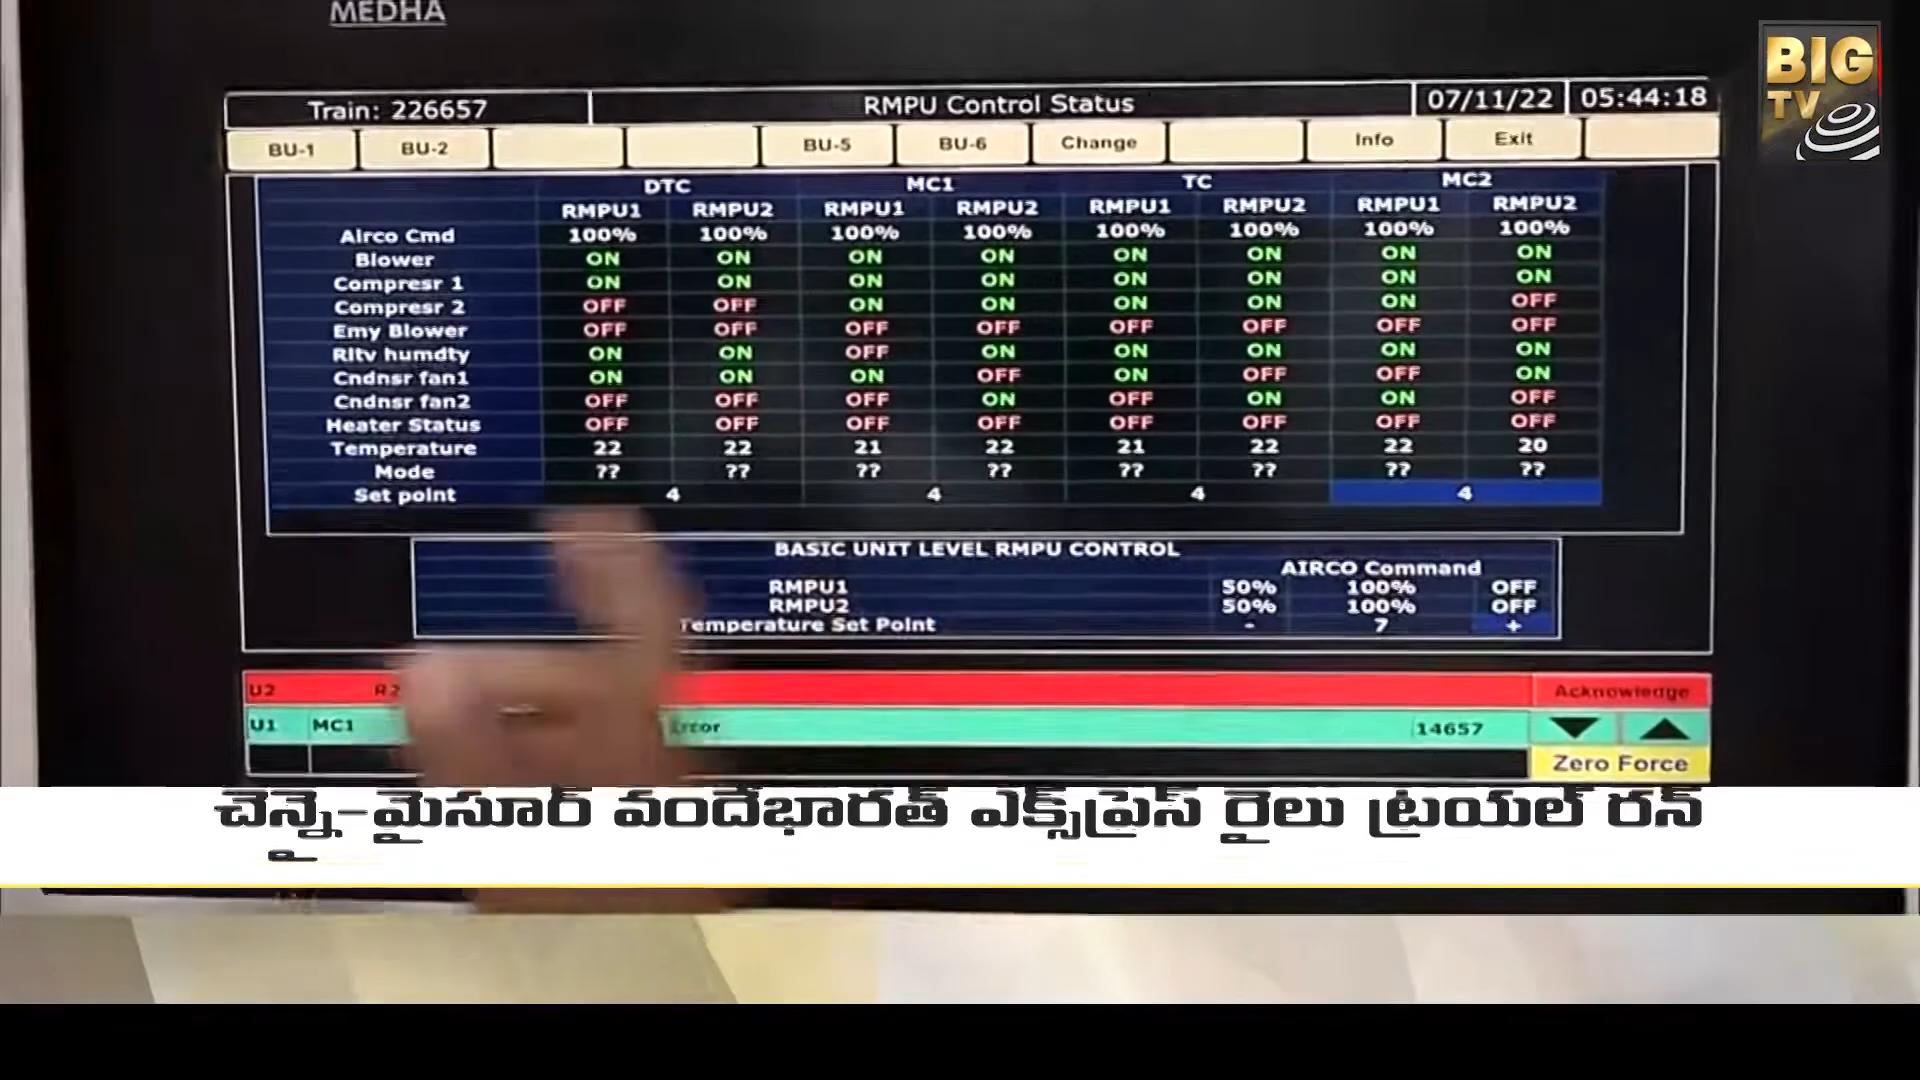 MEDHA
BIG
TV
Train: 226657 RMPU Control Status 07/11/22 05:44:18
BU-1 BU-2 BU-5 BU-6 Change Info Exit
DTC MC1 TC MC2
RMPU1 RMPU2 RMPU1 RMPU2 RMPU1 RMPU2 RMPU1 RMPU2
Airco Cmd 100% 100% 100% 100% 100% 100% 100% 100%
Blower ON ON ON ON ON ON ON ON
Compresr 1 ON ON ON ON ON ON ON ON
Compresr 2 OFF OFF ON ON ON ON ON OFF
Emy Blower OFF OFF OFF OFF OFF OFF OFF OFF
Rltv humdty ON ON OFF ON ON ON ON ON
Cndnsr fan1 ON ON ON OFF ON OFF OFF ON
Cndnsr fan2 OFF OFF OFF ON OFF ON ON OFF
Heater Status OFF OFF OFF OFF OFF OFF OFF OFF
Temperature 22 22 21 22 21 22 22 20
Mode ?? ?? ?? ?? ?? ?? ?? ??
Set point 4 4 4 4
BASIC UNIT LEVEL RMPU CONTROL
AIRCO Command
RMPU1 50% 100% OFF
RMPU2 50% 100% OFF
Temperature Set Point - 7 +
U2 R2 Acknowledge
U1 MC1 Error 14657
Zero Force
చెన్నై-మైసూర్ వందేభారత్ ఎక్స్‌ప్రెస్ రైలు ట్రయల్ రన్